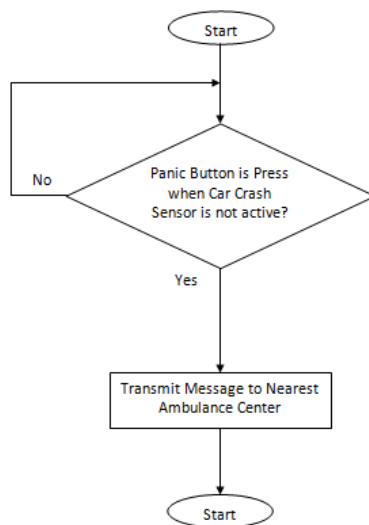 Start
Panic Button is Press
when Car Crash
Sensor is not active?
No
Yes
Transmit Message to Nearest
Ambulance Center
Start